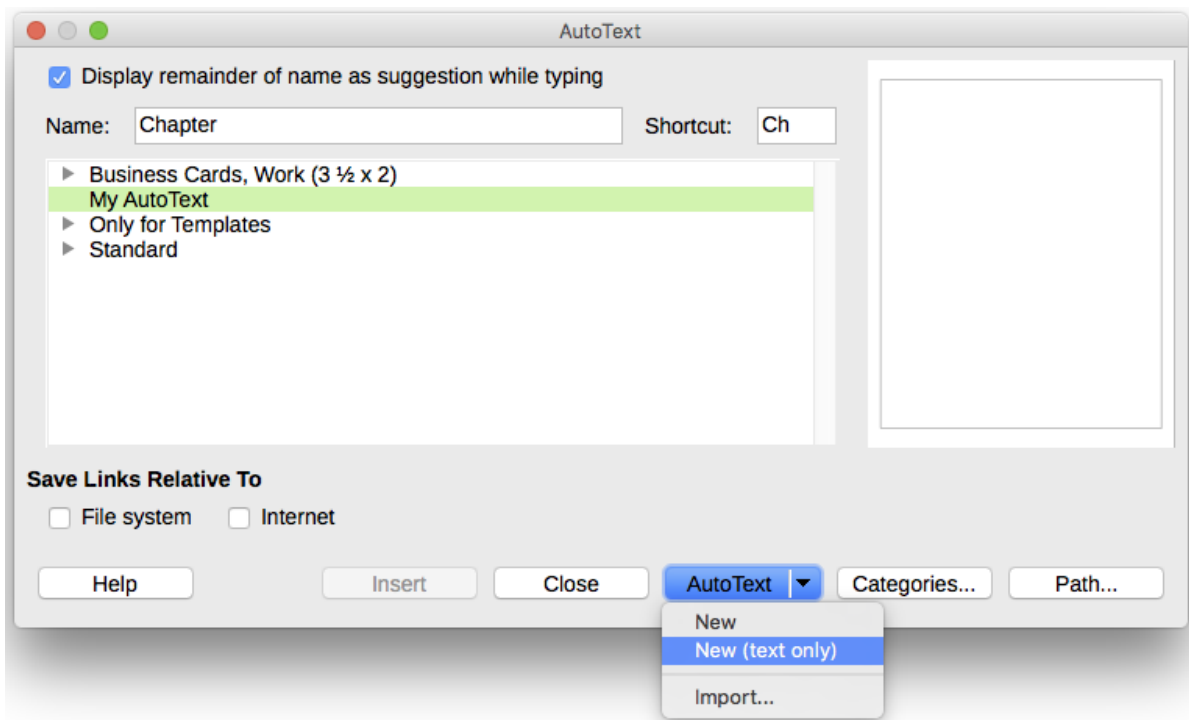 AutoText
Display remainder of name as suggestion while typing
Name: Chapter Shortcut: Ch
Business Cards, Work (3 ½ x 2)
My AutoText
Only for Templates
Standard
Save Links Relative To
File system Internet
Help Insert Close AutoText Categories... Path...
New
New (text only)
Import...